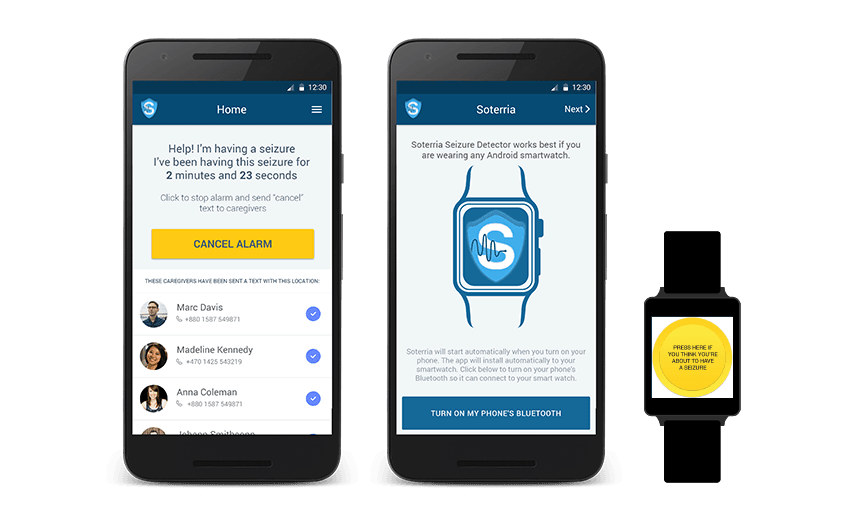 12:30
Home
Help! I'm having a seizure
I've been having this seizure for
2 minutes and 23 seconds
Click to stop alarm and send "cancel"
text to caregivers
CANCEL ALARM
THESE CAREGIVERS HAVE BEEN SENT A TEXT WITH THIS LOCATION:
Marc Davis
+880 1587 549871
Madeline Kennedy
+470 1425 543219
Anna Coleman
+880 1587 549871
12:30
Soterria
Next
Soterria Seizure Detector works best if you
are wearing any Android smartwatch.
S
Soterria will start automatically when you turn on your
phone. The app will install automatically to your
smartwatch. Click below to turn on your phone's
Bluetooth so it can connect to your smart watch.
TURN ON MY PHONE'S BLUETOOTH
PRESS HERE IF
YOU THINK YOU'RE
ABOUT TO HAVE
A SEIZURE